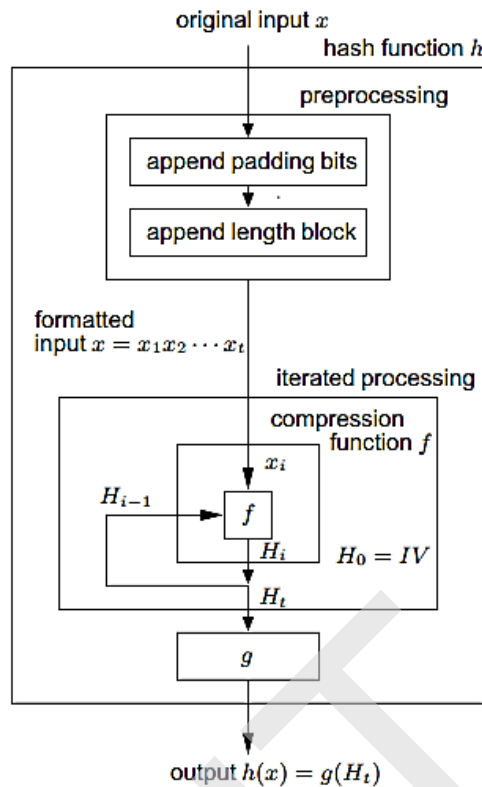 original input x
hash function h
preprocessing
append padding bits
append length block
formatted
input x = x₁x₂ ⋯ xₜ
iterated processing
compression
function f
xᵢ
Hᵢ₋₁
f
Hᵢ
H₀ = IV
Hₜ
g
output h(x) = g(Hₜ)